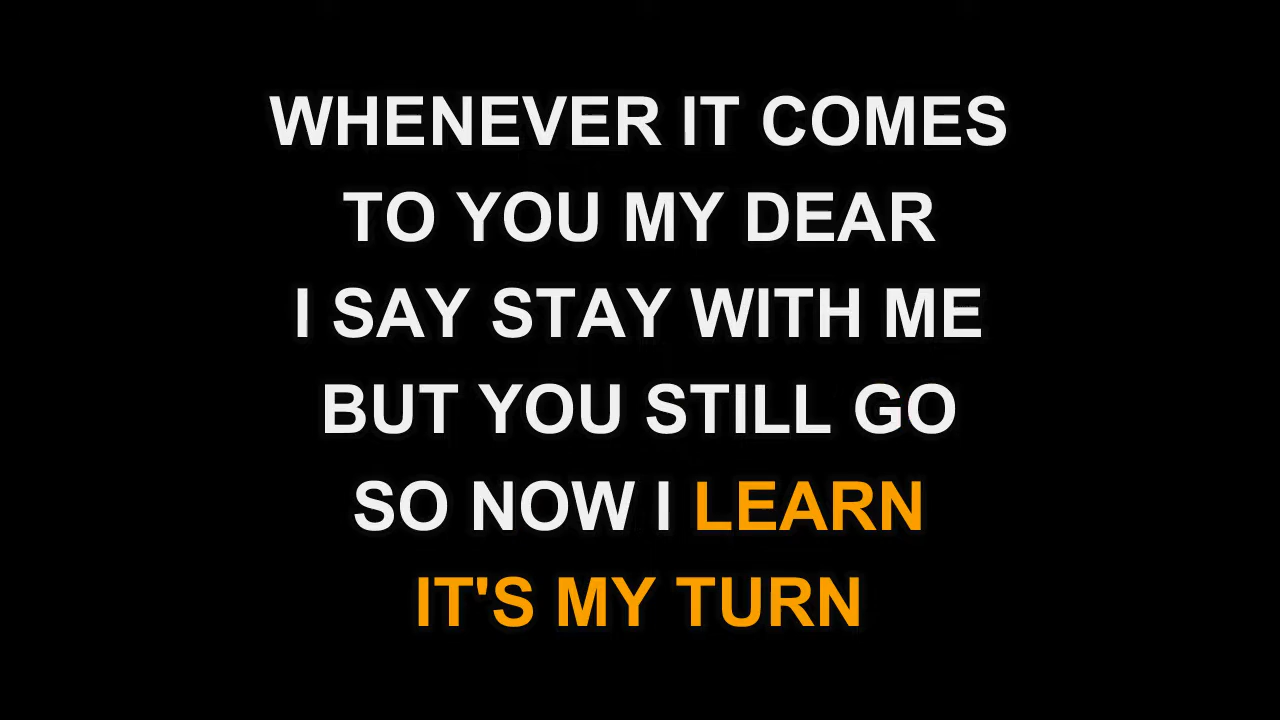 WHENEVER IT COMES
TO YOU MY DEAR
I SAY STAY WITH ME
BUT YOU STILL GO
SO NOW I LEARN
IT'S MY TURN